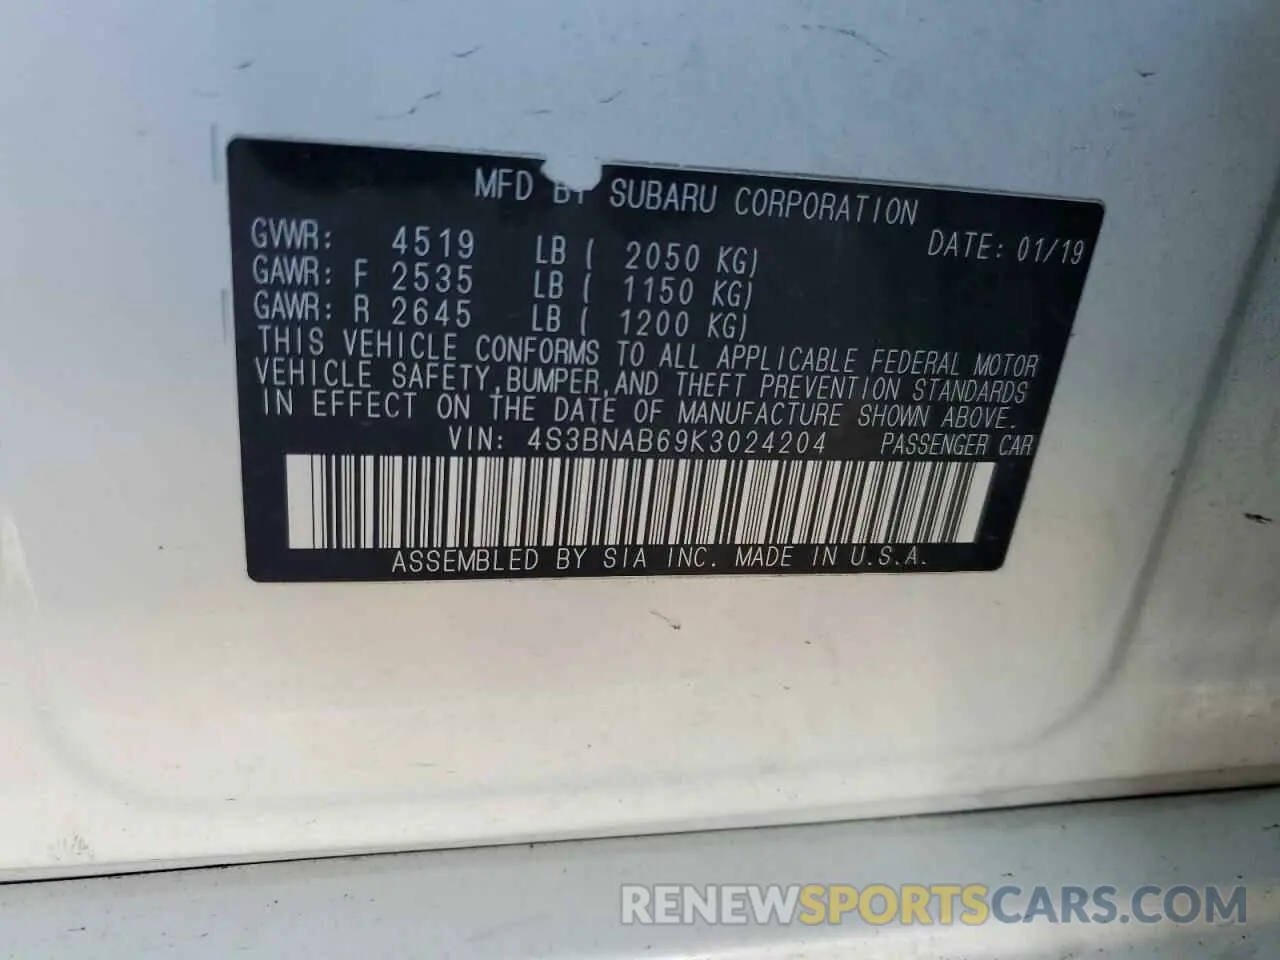 MFD BY SUBARU CORPORATION
DATE: 01/19
GVWR: 4519 LB ( 2050 KG)
GAWR: F 2535 LB ( 1150 KG)
GAWR: R 2645 LB ( 1200 KG)
THIS VEHICLE CONFORMS TO ALL APPLICABLE FEDERAL MOTOR
VEHICLE SAFETY, BUMPER, AND THEFT PREVENTION STANDARDS
IN EFFECT ON THE DATE OF MANUFACTURE SHOWN ABOVE.
VIN: 4S3BNAB69K3024204 PASSENGER CAR
ASSEMBLED BY SIA INC. MADE IN U.S.A.
RENEWSPORTSCARS.COM